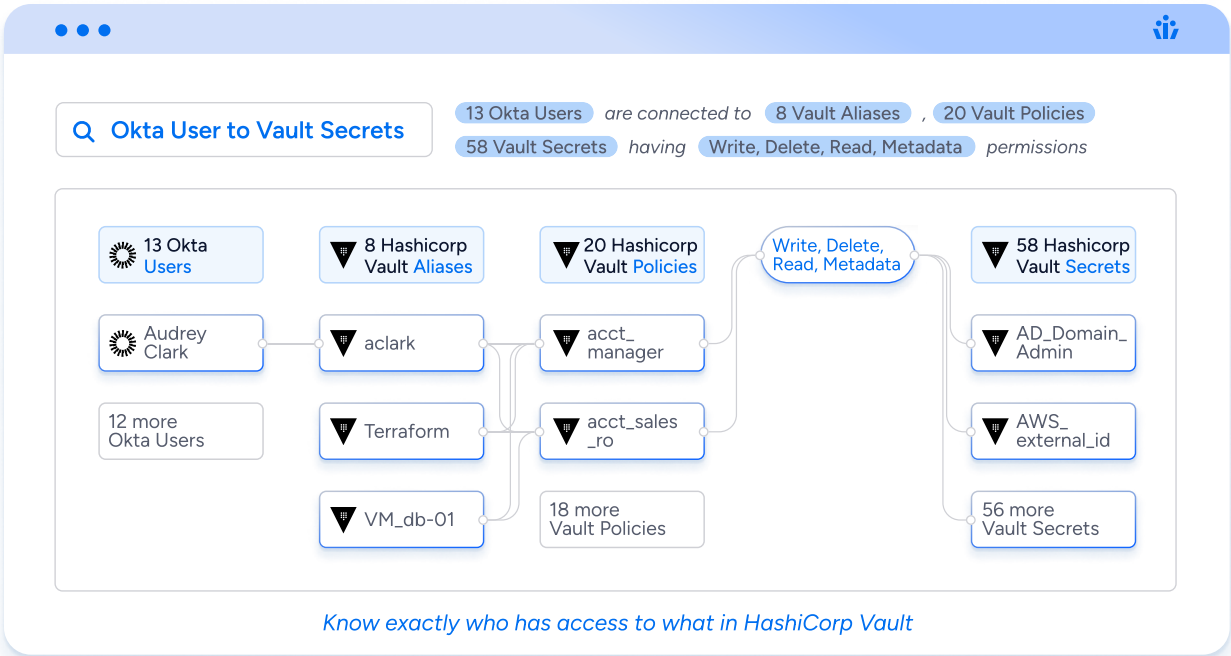 Okta User to Vault Secrets
13 Okta Users are connected to 8 Vault Aliases , 20 Vault Policies
58 Vault Secrets having Write, Delete, Read, Metadata permissions
13 Okta
Users
8 Hashicorp
Vault Aliases
20 Hashicorp
Vault Policies
Write, Delete,
Read, Metadata
58 Hashicorp
Vault Secrets
Audrey
Clark
aclark
acct_
manager
AD_Domain_
Admin
12 more
Okta Users
Terraform
acct_sales
_ro
AWS_
external_id
VM_db-01
18 more
Vault Policies
56 more
Vault Secrets
Know exactly who has access to what in HashiCorp Vault